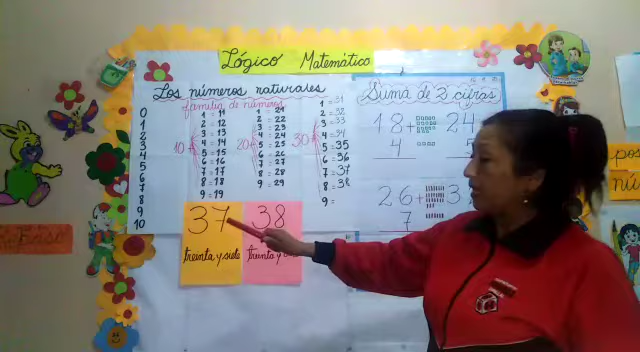 Lógico Matemático
Los números naturales
familia de números
0
1
2
3
4
5
6
7
8
9
10
10
1 = 11
2 = 12
3 = 13
4 = 14
5 = 15
6 = 16
7 = 17
8 = 18
9 = 19
20
1 = 21
2 = 22
3 = 23
4 = 24
5 = 25
6 = 26
7 = 27
8 = 28
9 = 29
30
1 = 31
2 = 32
3 = 33
4 = 34
5 = 35
6 = 36
7 = 37
8 = 38
9 =
Suma de 2 cifras
18 +
4
24
5
26 +
7
3
37
treinta y siete
38
treinta y